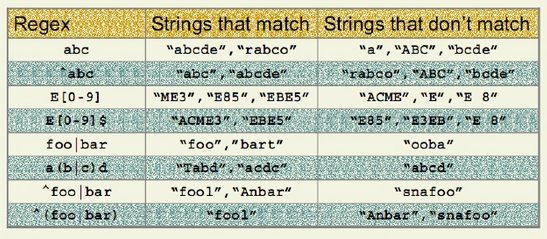 Regex Strings that match Strings that don't match
abc "abcde","rabco" "a","ABC","bcde"
^abc "abc","abcde" "rabco","ABC","bcde"
E[0-9] "ME3","E85","EBE5" "ACME","E","E 8"
E[0-9]$ "ACME3","EBE5" "E85","E3EB","E 8"
foo|bar "foo","bart" "ooba"
a(b|c)d "Tabd","acdc" "abcd"
^foo|bar "fool","Anbar" "snafoo"
^(foo|bar) "fool" "Anbar","snafoo"